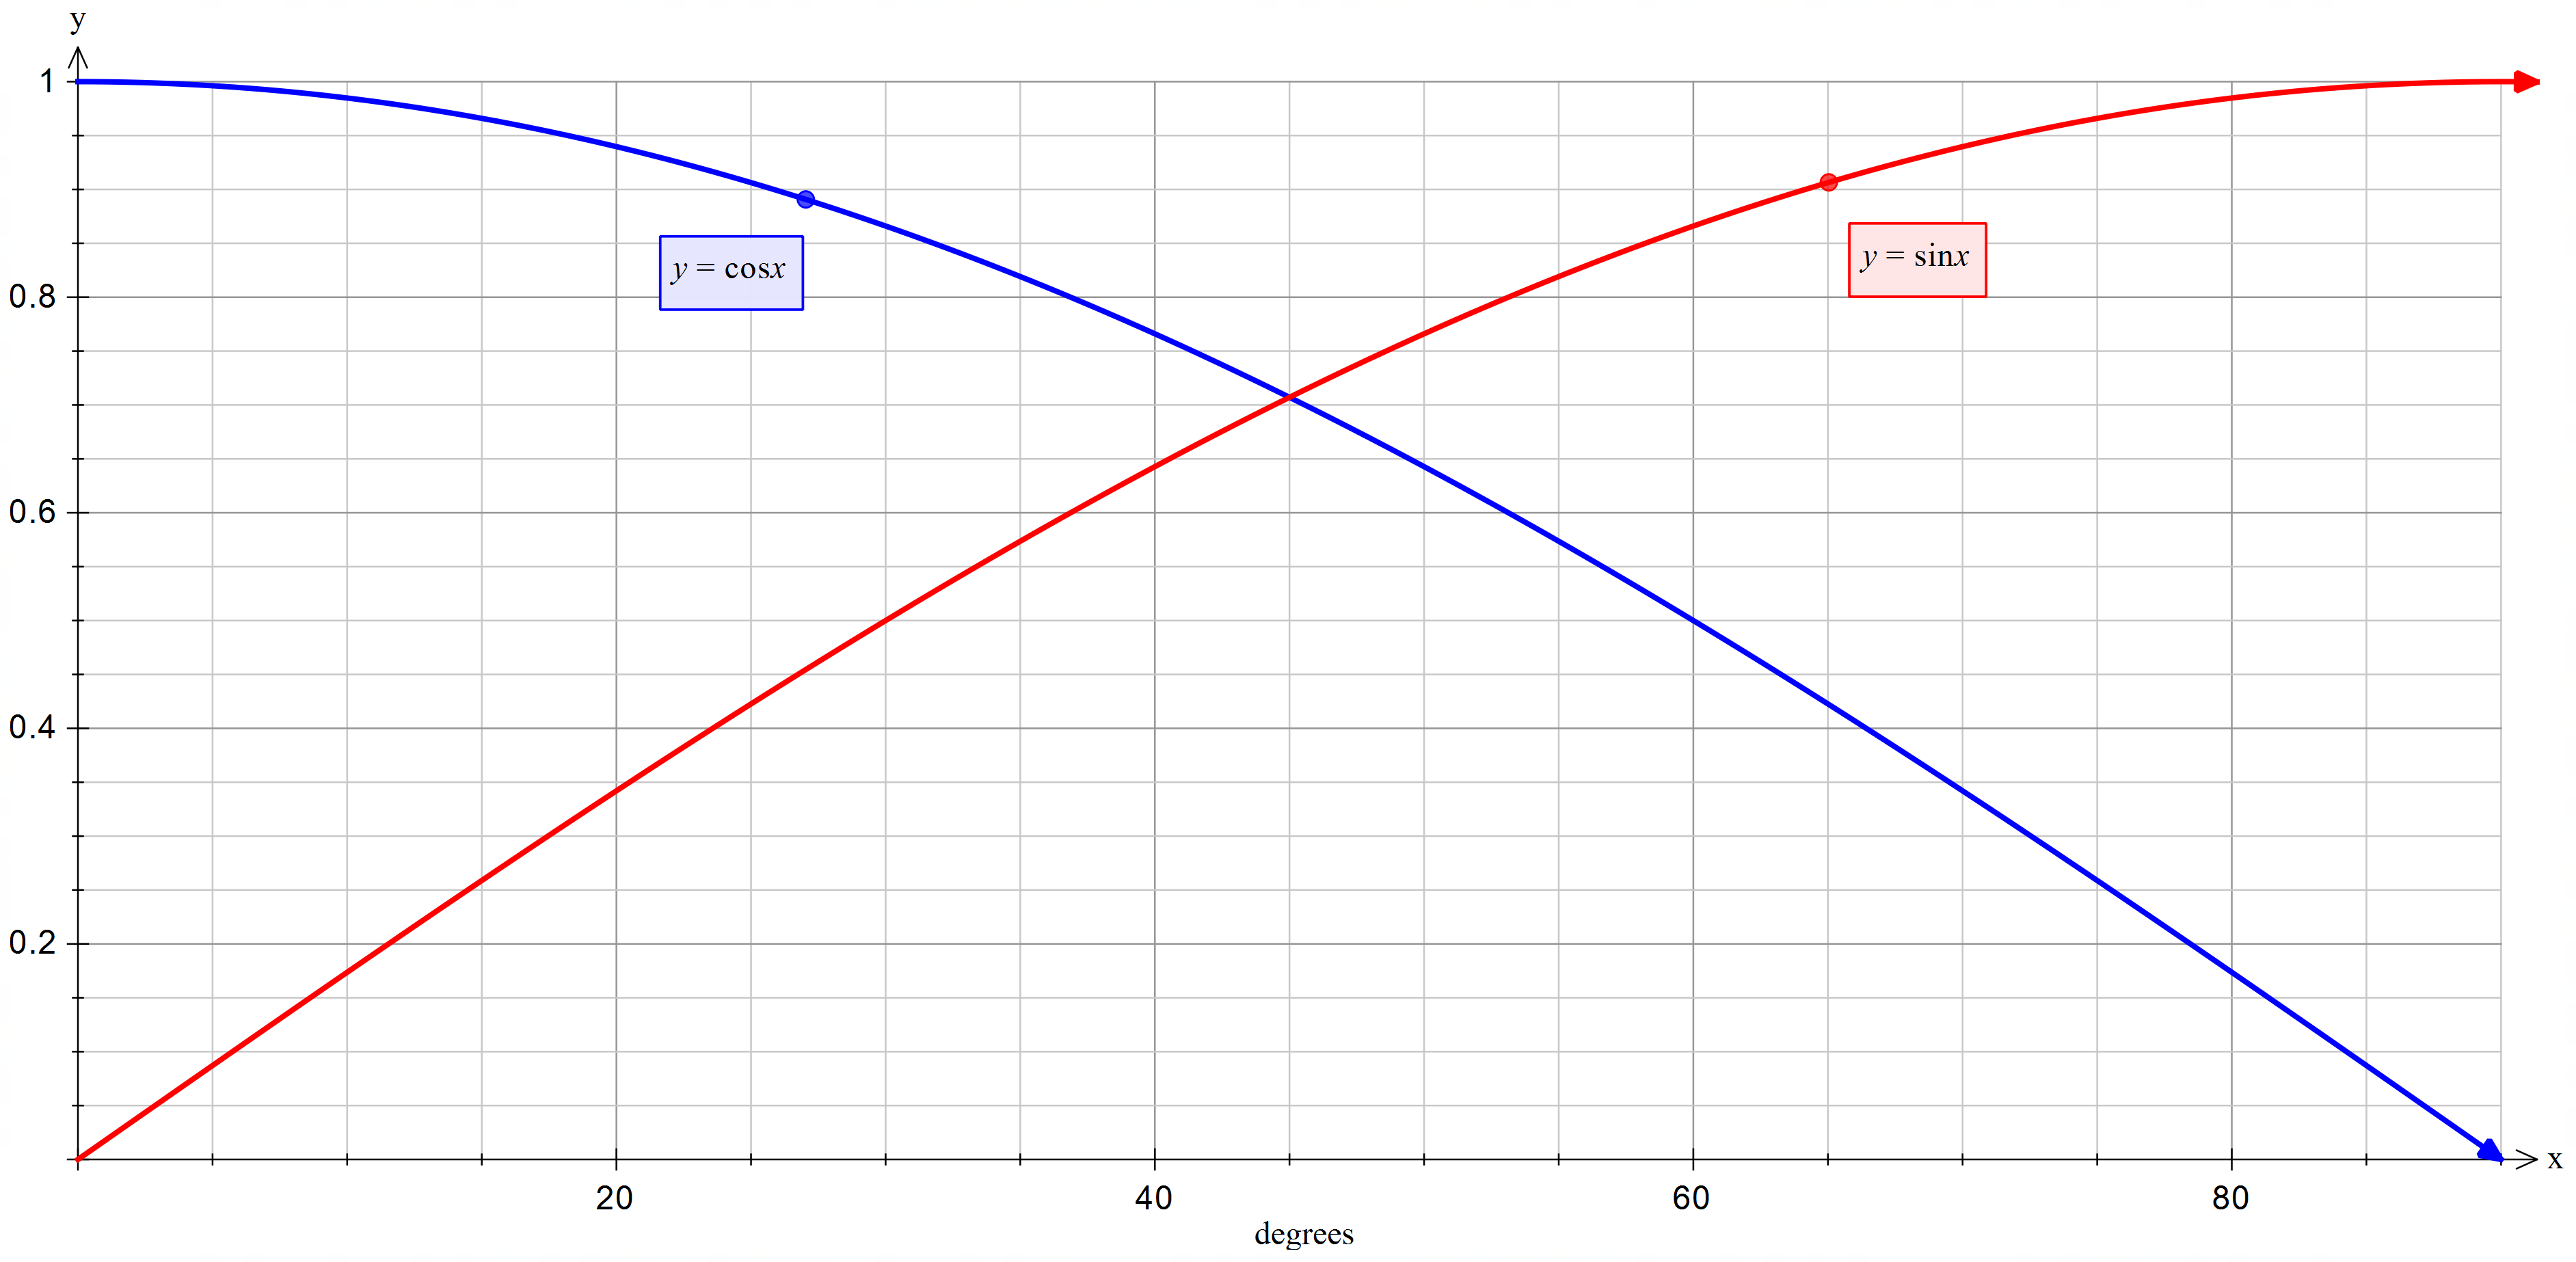 y
1
y = cosx
y = sinx
0.8
0.6
0.4
0.2
x
20 40 60 80
degrees